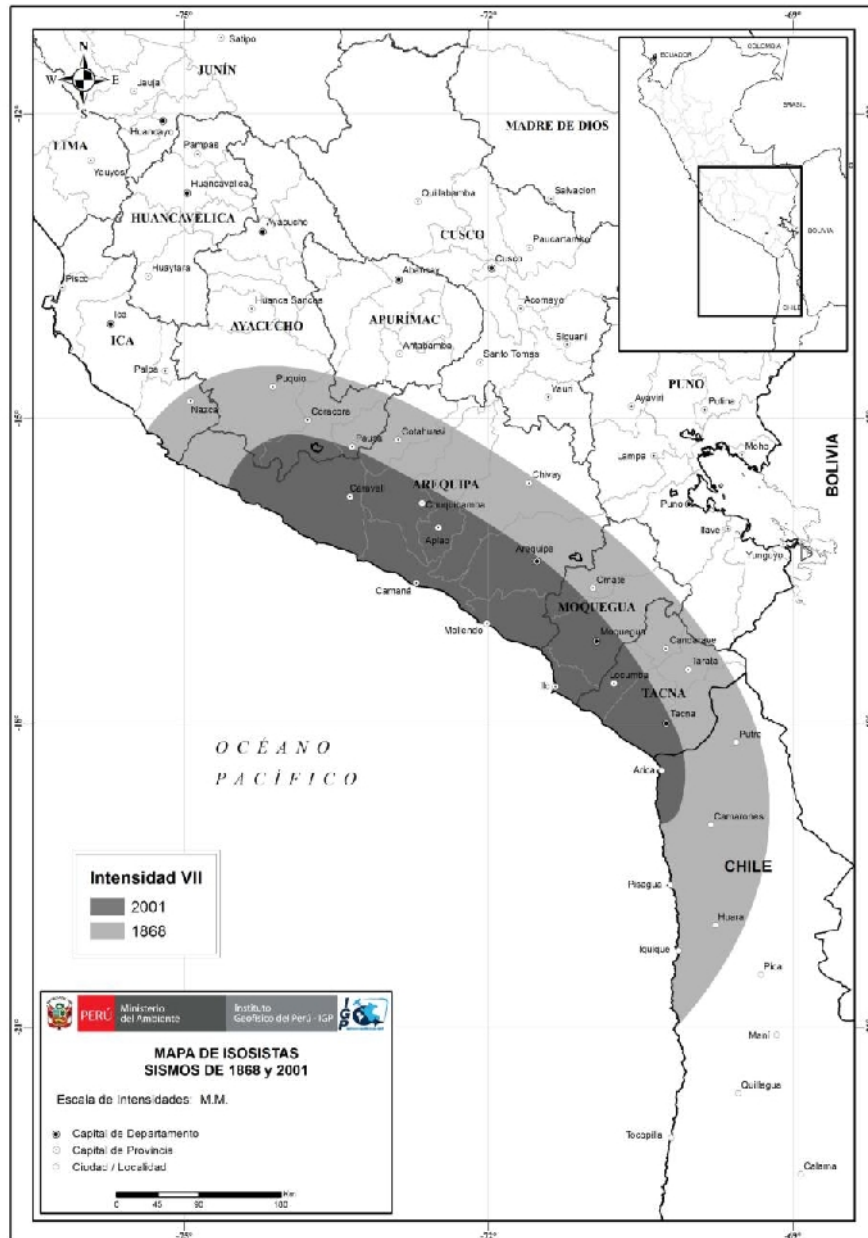 -75°
-72°
-69°
N
W E
S
Satipo
JUNÍN
Jauja
-12°
Huancayo
LIMA
Pampas
Yauyos
Huancavelica
HUANCAVELICA
Ayacucho
MADRE DE DIOS
Quillabamba
Salvacion
CUSCO
Paucartambo
Cusco
Huaytara
Pisco
Abancay
Huanca Sancos
Acomayo
Ica
ICA
AYACUCHO
APURÍMAC
Antabamba
Sicuani
Santo Tomas
Palpa
Yauri
PUNO
Puquio
Ayaviri
Putina
Nazca
Coracora
-15°
Pausa
Cotahuasi
Lampa
Moho
BOLIVIA
AREQUIPA
Chivay
Caraveli
Chuquibamba
Puno
Aplao
Ilave
Yunguyo
Arequipa
Camaná
Omate
MOQUEGUA
Mollendo
Moquegua
Candarave
Tarata
Ilo
Locumba
TACNA
Tacna
Putre
OCÉANO
PACÍFICO
Arica
Camarones
CHILE
Pisagua
Huara
Iquique
Pica
Maní
Quillagua
Tocopilla
Calama
ECUADOR
COLOMBIA
BRASIL
BOLIVIA
CHILE
Intensidad VII
2001
1868
PERÚ
Ministerio
del Ambiente
Instituto
Geofísico del Perú - IGP
IGP
MAPA DE ISOSISTAS
SISMOS DE 1868 y 2001
Escala de Intensidades: M.M.
Capital de Departamento
Capital de Provincia
Ciudad / Localidad
Km.
0 45 90 180
-75°
-72°
-69°